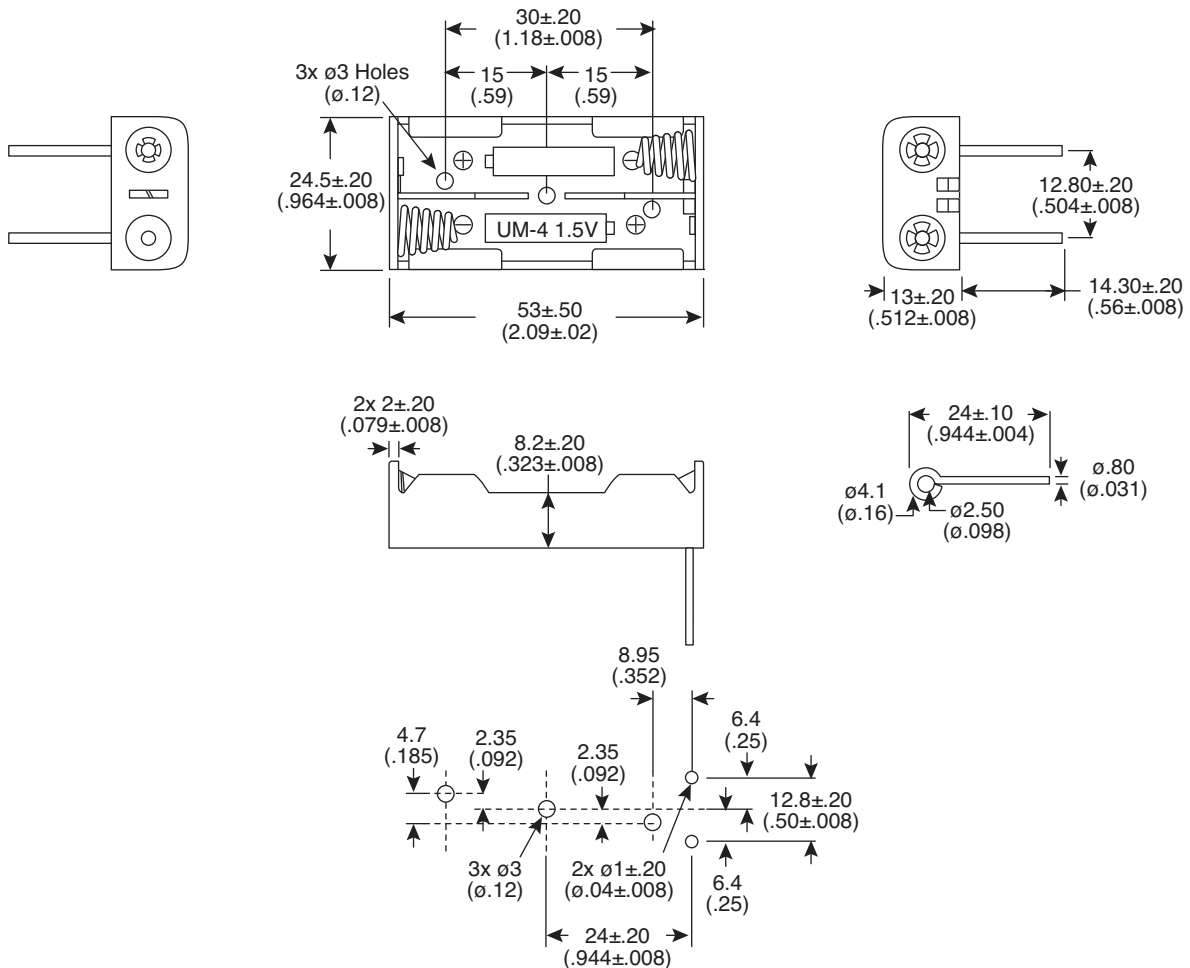 30±.20
(1.18±.008)
3x ø3 Holes
(ø.12)
15
(.59)
15
(.59)
24.5±.20
(.964±.008)
UM-4 1.5V
53±.50
(2.09±.02)
12.80±.20
(.504±.008)
13±.20
(.512±.008)
14.30±.20
(.56±.008)
2x 2±.20
(.079±.008)
8.2±.20
(.323±.008)
24±.10
(.944±.004)
ø.80
(ø.031)
ø4.1
(ø.16)
ø2.50
(ø.098)
8.95
(.352)
4.7
(.185)
2.35
(.092)
2.35
(.092)
6.4
(.25)
12.8±.20
(.50±.008)
3x ø3
(ø.12)
2x ø1±.20
(ø.04±.008)
6.4
(.25)
24±.20
(.944±.008)